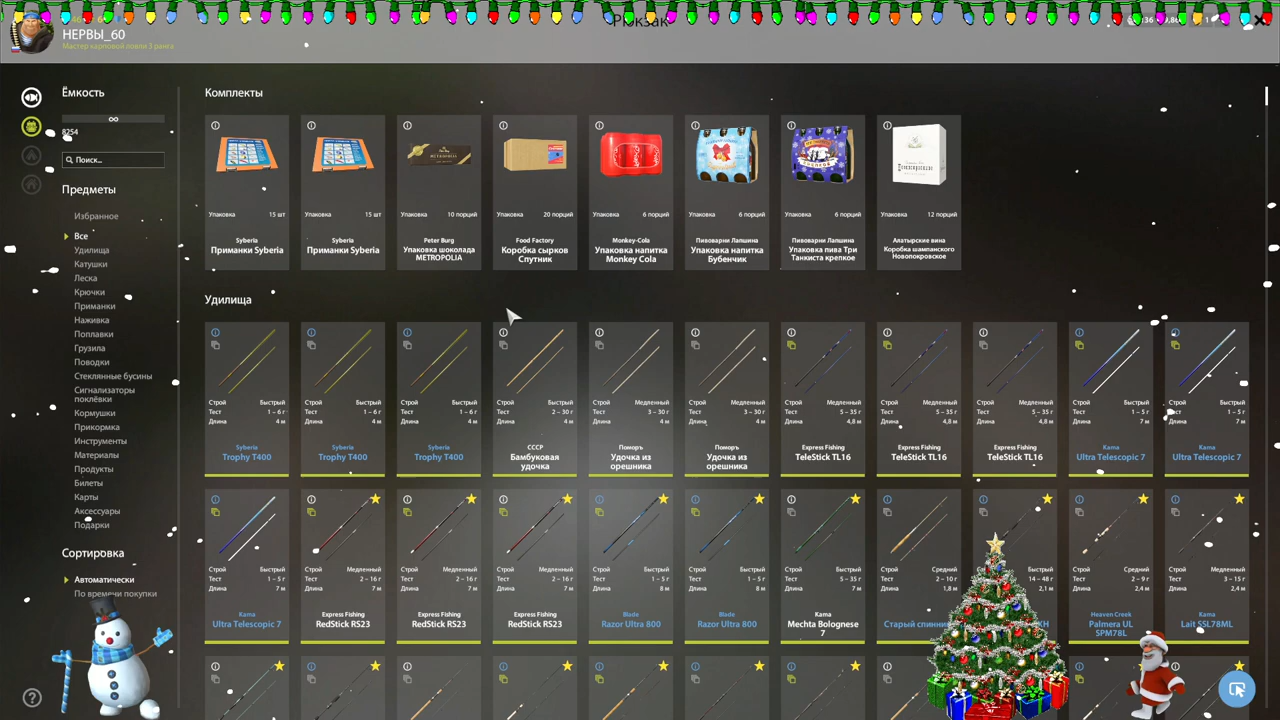 Рюкзак
НЕРВЫ_60
Мастер карповой ловли 3 ранга
Ёмкость
∞
8254
Поиск...
Предметы
Избранное
Все
Удилища
Катушки
Леска
Крючки
Приманки
Наживка
Поплавки
Грузила
Поводки
Стеклянные бусины
Сигнализаторы
поклёвки
Кормушки
Прикормка
Инструменты
Материалы
Продукты
Билеты
Карты
Аксессуары
Подарки
Сортировка
Автоматически
По времени покупки
Комплекты
Упаковка 15 шт
Syberia
Приманки Syberia
Упаковка 15 шт
Syberia
Приманки Syberia
Упаковка 10 порций
Peter Burg
Упаковка шоколада
METROPOLIA
Упаковка 20 порций
Food Factory
Коробка сырков
Спутник
Упаковка 6 порций
Monkey-Cola
Упаковка напитка
Monkey Cola
Упаковка 6 порций
Пивоварни Лапшина
Упаковка напитка
Бубенчик
Упаковка 6 порций
Пивоварни Лапшина
Упаковка пива Три
Танкиста крепкое
Упаковка 12 порций
Алатырские вина
Коробка шампанского
Новопокровское
Удилища
Строй Быстрый
Тест 1 – 6 г
Длина 4 м
Syberia
Trophy T400
Строй Быстрый
Тест 1 – 6 г
Длина 4 м
Syberia
Trophy T400
Строй Быстрый
Тест 1 – 6 г
Длина 4 м
Syberia
Trophy T400
Строй Быстрый
Тест 2 – 30 г
Длина 4 м
СССР
Бамбуковая
удочка
Строй Медленный
Тест 3 – 30 г
Длина 4 м
Поморъ
Удочка из
орешника
Строй Медленный
Тест 3 – 30 г
Длина 4 м
Поморъ
Удочка из
орешника
Строй Медленный
Тест 5 – 35 г
Длина 4,8 м
Express Fishing
TeleStick TL16
Строй Медленный
Тест 5 – 35 г
Длина 4,8 м
Express Fishing
TeleStick TL16
Строй Медленный
Тест 5 – 35 г
Длина 4,8 м
Express Fishing
TeleStick TL16
Строй Быстрый
Тест 1 – 5 г
Длина 7 м
Kama
Ultra Telescopic 7
Строй Быстрый
Тест 1 – 5 г
Длина 7 м
Kama
Ultra Telescopic 7
Строй Быстрый
Тест 1 – 5 г
Длина 7 м
Kama
Ultra Telescopic 7
Строй Медленный
Тест 2 – 16 г
Длина 7 м
Express Fishing
RedStick RS23
Строй Медленный
Тест 2 – 16 г
Длина 7 м
Express Fishing
RedStick RS23
Строй Медленный
Тест 2 – 16 г
Длина 7 м
Express Fishing
RedStick RS23
Строй Быстрый
Тест 1 – 5 г
Длина 8 м
Blade
Razor Ultra 800
Строй Быстрый
Тест 1 – 5 г
Длина 8 м
Blade
Razor Ultra 800
Строй Быстрый
Тест 5 – 35 г
Длина 7 м
Kama
Mechta Bolognese
7
Строй Средний
Тест 2 – 10 г
Длина 1,8 м
Старый
Быстрый
14 – 48 г
2,1 м
Строй Средний
Тест 2 – 9 г
Длина 2,4 м
Heaven Creek
Palmera UL
SPM78L
Строй Медленный
Тест 3 – 15 г
Длина 2,4 м
Kama
Lait SSL78ML